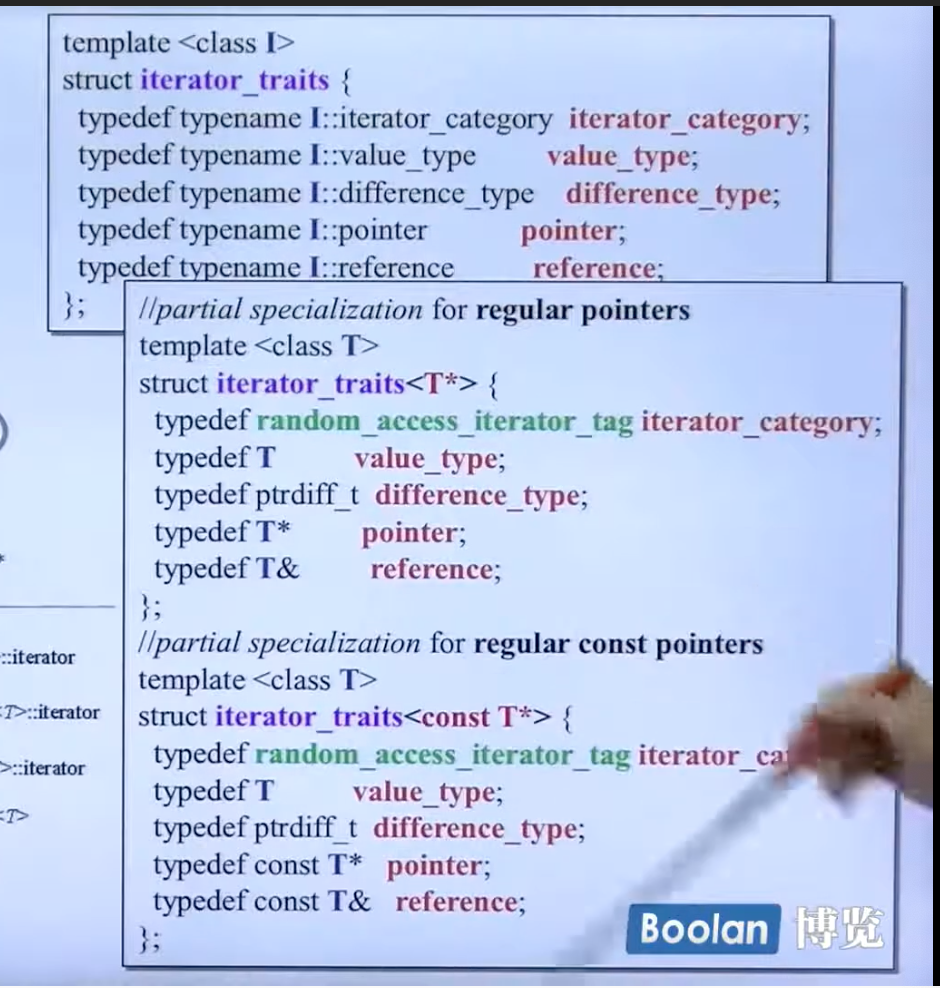 template <class I>
struct iterator_traits {
typedef typename I::iterator_category iterator_category;
typedef typename I::value_type value_type;
typedef typename I::difference_type difference_type;
typedef typename I::pointer pointer;
typedef typename I::reference reference;
};
//partial specialization for regular pointers
template <class T>
struct iterator_traits<T*> {
typedef random_access_iterator_tag iterator_category;
typedef T value_type;
typedef ptrdiff_t difference_type;
typedef T* pointer;
typedef T& reference;
};
//partial specialization for regular const pointers
template <class T>
struct iterator_traits<const T*> {
typedef random_access_iterator_tag iterator_ca
typedef T value_type;
typedef ptrdiff_t difference_type;
typedef const T* pointer;
typedef const T& reference;
};
::iterator
<T>::iterator
>::iterator
<T>
Boolan 博览